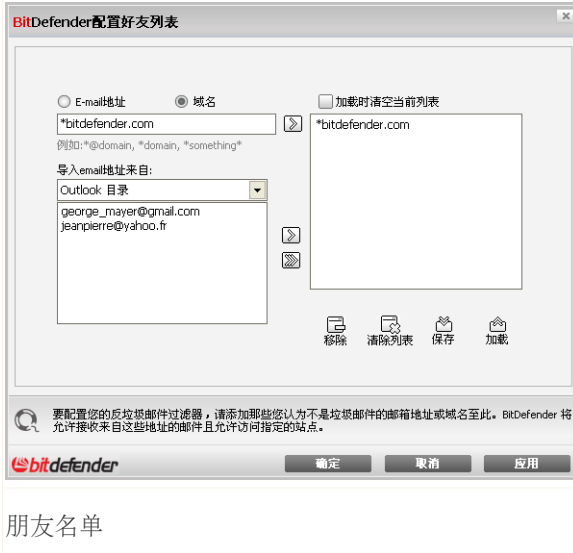 BitDefender配置好友列表
E-mail地址
域名
加载时清空当前列表
*bitdefender.com
*bitdefender.com
例如:*@domain, *domain, *something*
导入email地址来自:
Outlook 目录
george_mayer@gmail.com
jeanpierre@yahoo.fr
移除
清除列表
保存
加载
要配置您的反垃圾邮件过滤器，请添加那些您认为不是垃圾邮件的邮箱地址或域名至此。BitDefender 将
允许接收来自这些地址的邮件且允许访问指定的站点。
bitdefender
确定
取消
应用
朋友名单